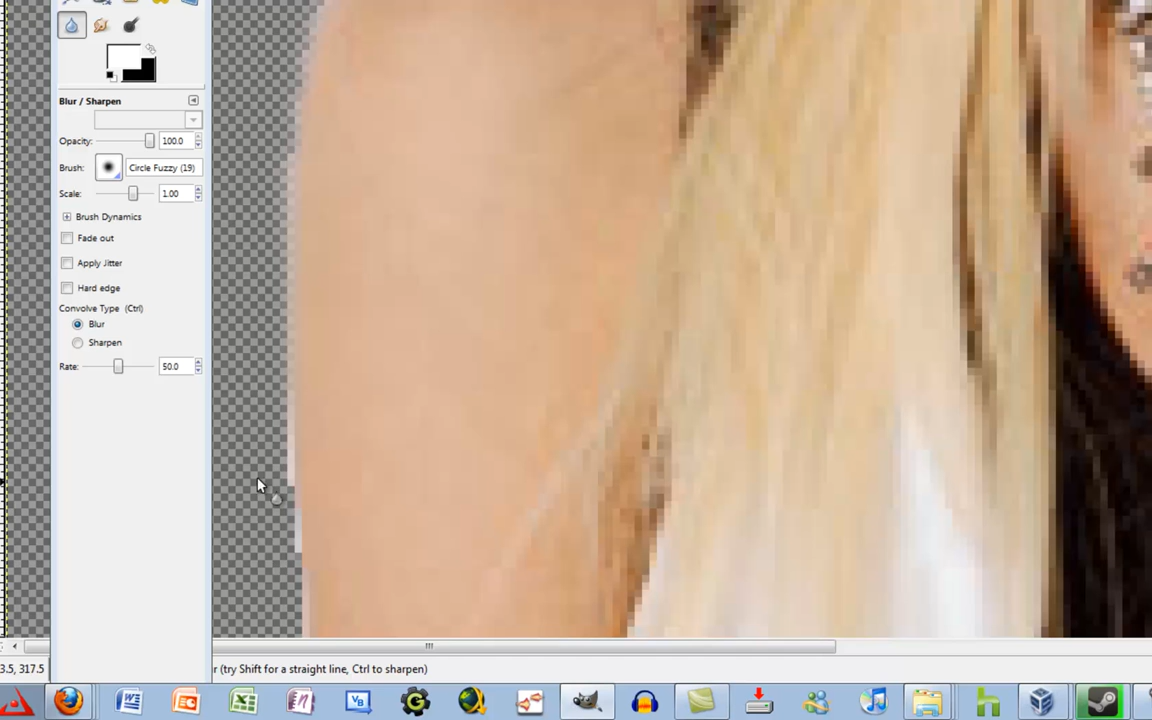 Blur / Sharpen
Opacity: 100.0
Brush: Circle Fuzzy (19)
Scale: 1.00
Brush Dynamics
Fade out
Apply Jitter
Hard edge
Convolve Type (Ctrl)
Blur
Sharpen
Rate: 50.0
3.5, 317.5 r (try Shift for a straight line, Ctrl to sharpen)